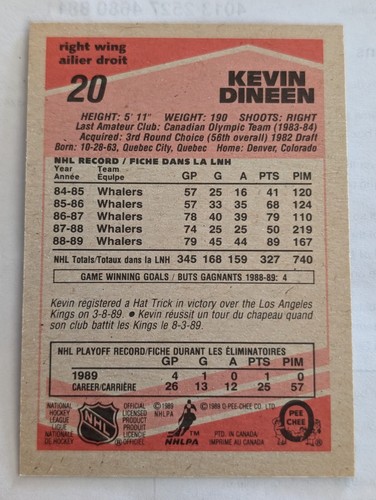 right wing
ailier droit
20
KEVIN
DINEEN
HEIGHT: 5' 11" WEIGHT: 190 SHOOTS: RIGHT
Last Amateur Club: Canadian Olympic Team (1983-84)
Acquired: 3rd Round Choice (56th overall) 1982 Draft
Born: 10-28-63, Quebec City, Quebec Home: Denver, Colorado
NHL RECORD / FICHE DANS LA LNH
Year Team GP G A PTS PIM
Année Équipe
84-85 Whalers 57 25 16 41 120
85-86 Whalers 57 33 35 68 124
86-87 Whalers 78 40 39 79 110
87-88 Whalers 74 25 25 50 219
88-89 Whalers 79 45 44 89 167
NHL Totals/Totaux dans la LNH 345 168 159 327 740
GAME WINNING GOALS / BUTS GAGNANTS 1988-89: 4
Kevin registered a Hat Trick in victory over the Los Angeles
Kings on 3-8-89. • Kevin réussit un tour du chapeau quand
son club battit les Kings le 8-3-89.
NHL PLAYOFF RECORD/FICHE DURANT LES ÉLIMINATOIRES
GP G A PTS PIM
1989 4 1 0 1 0
CAREER/CARRIÈRE 26 13 12 25 57
NATIONAL
HOCKEY
LEAGUE
LIGUE
NATIONALE
DE HOCKEY
NHL
OFFICIAL
LICENSED
PRODUCT
PRODUIT
OFFICIEL
©1989
NHLPA
NHLPA
©1989 O-PEE-CHEE CO. LTD.
PTD. IN CANADA/
IMPRIMÉ AU CANADA
O
PEE
CHEE